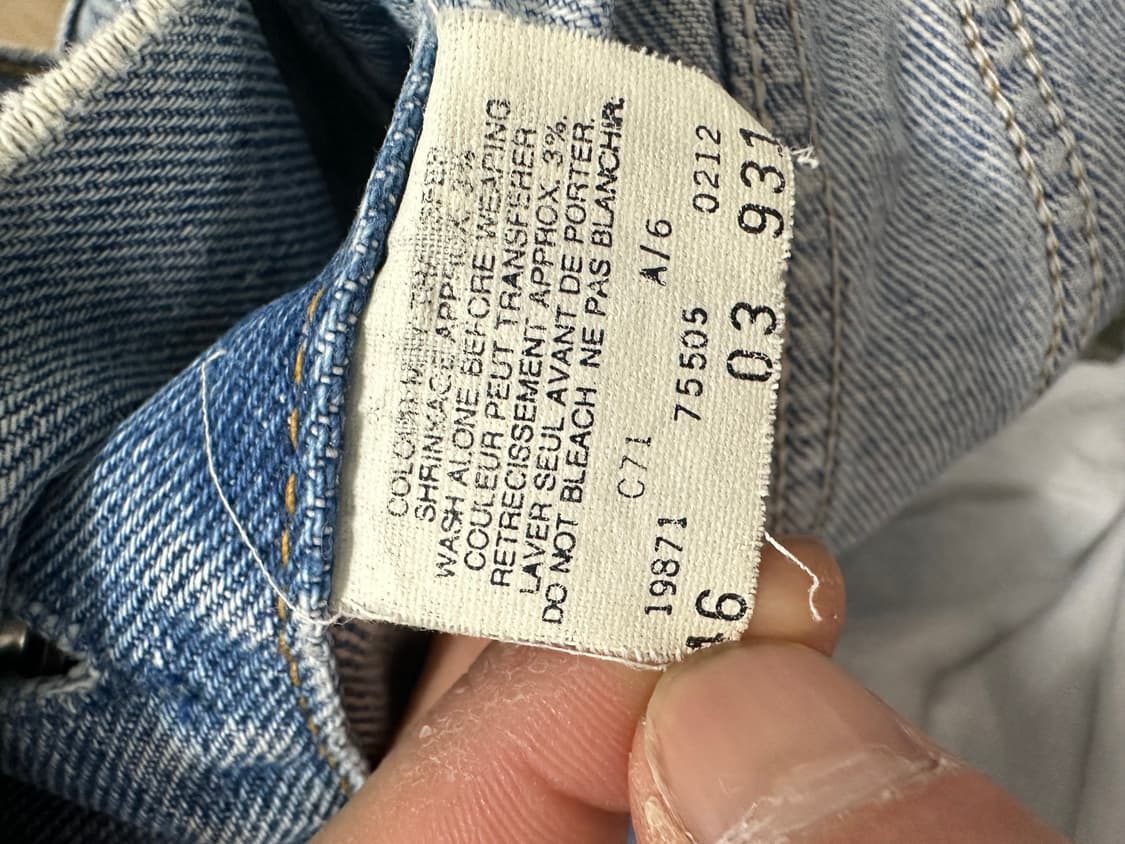 COLOUR MAY TRANSFER
SHRINKAGE APPROX 3%
WASH ALONE BEFORE WEARING
COULEUR PEUT TRANSFERER
RETRECISSEMENT APPROX. 3%.
LAVER SEUL AVANT DE PORTER.
DO NOT BLEACH NE PAS BLANCHIR.
C71 A/6
19871 75505 0212
03 931